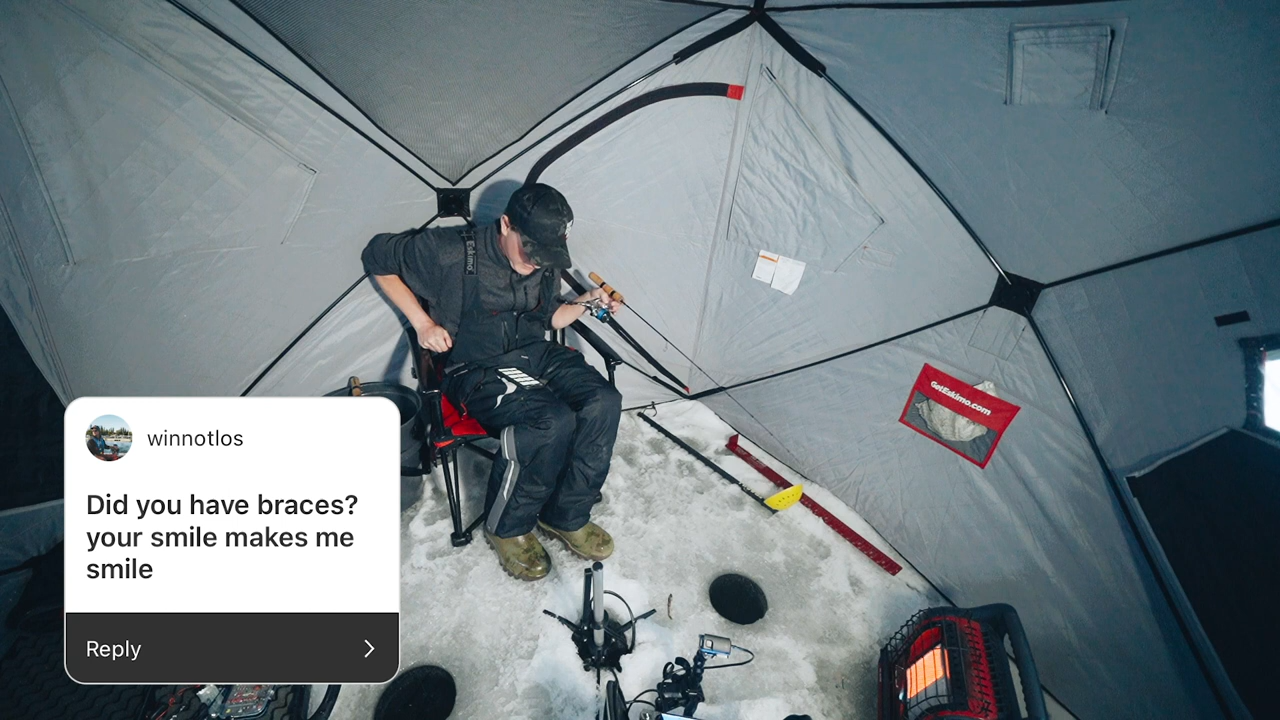 Eskimo
GetEskimo.com
winnotlos
Did you have braces?
your smile makes me
smile
Reply